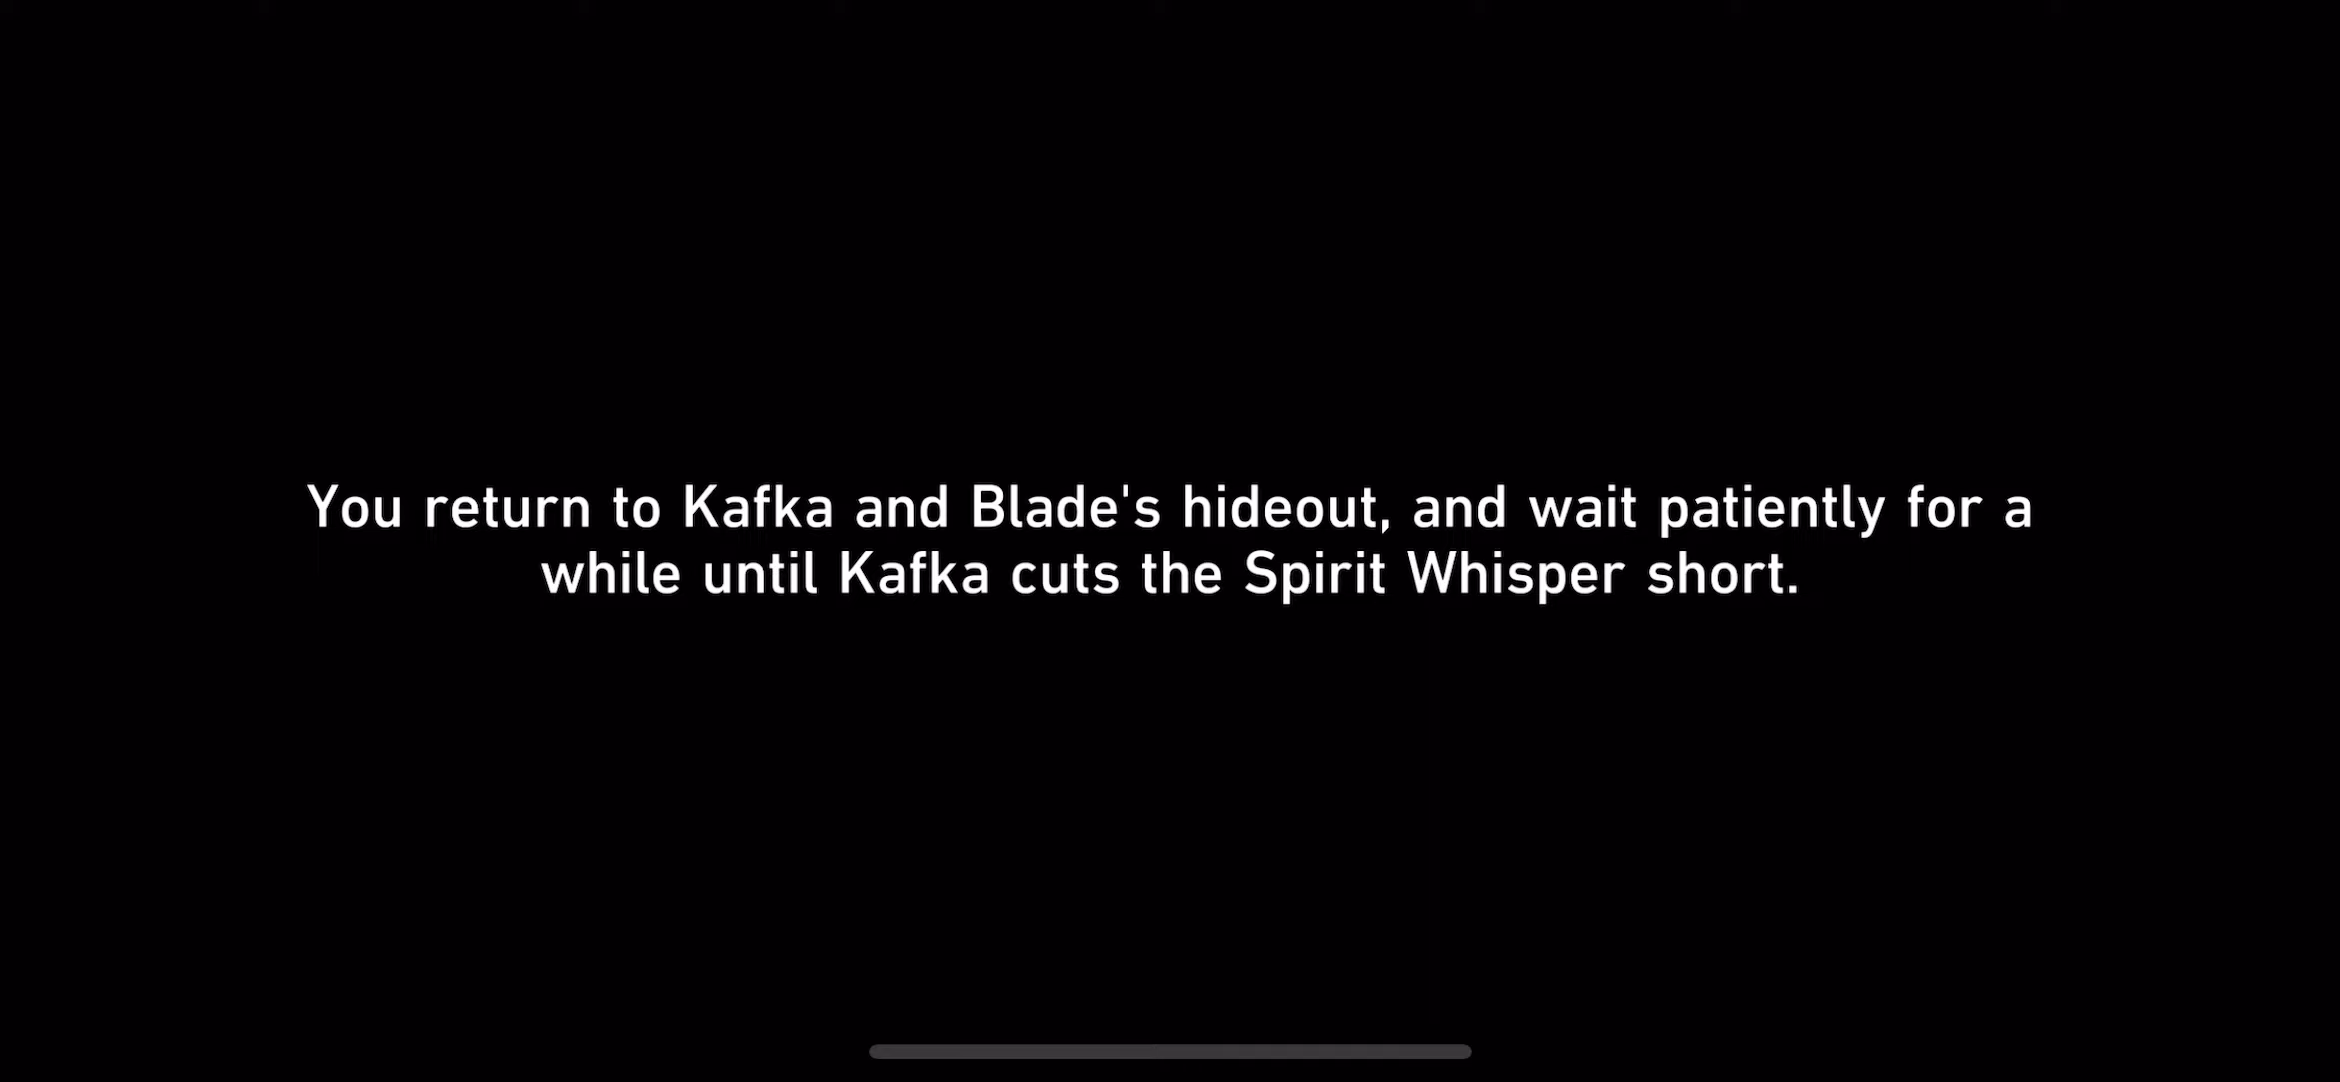 You return to Kafka and Blade's hideout, and wait patiently for a
while until Kafka cuts the Spirit Whisper short.